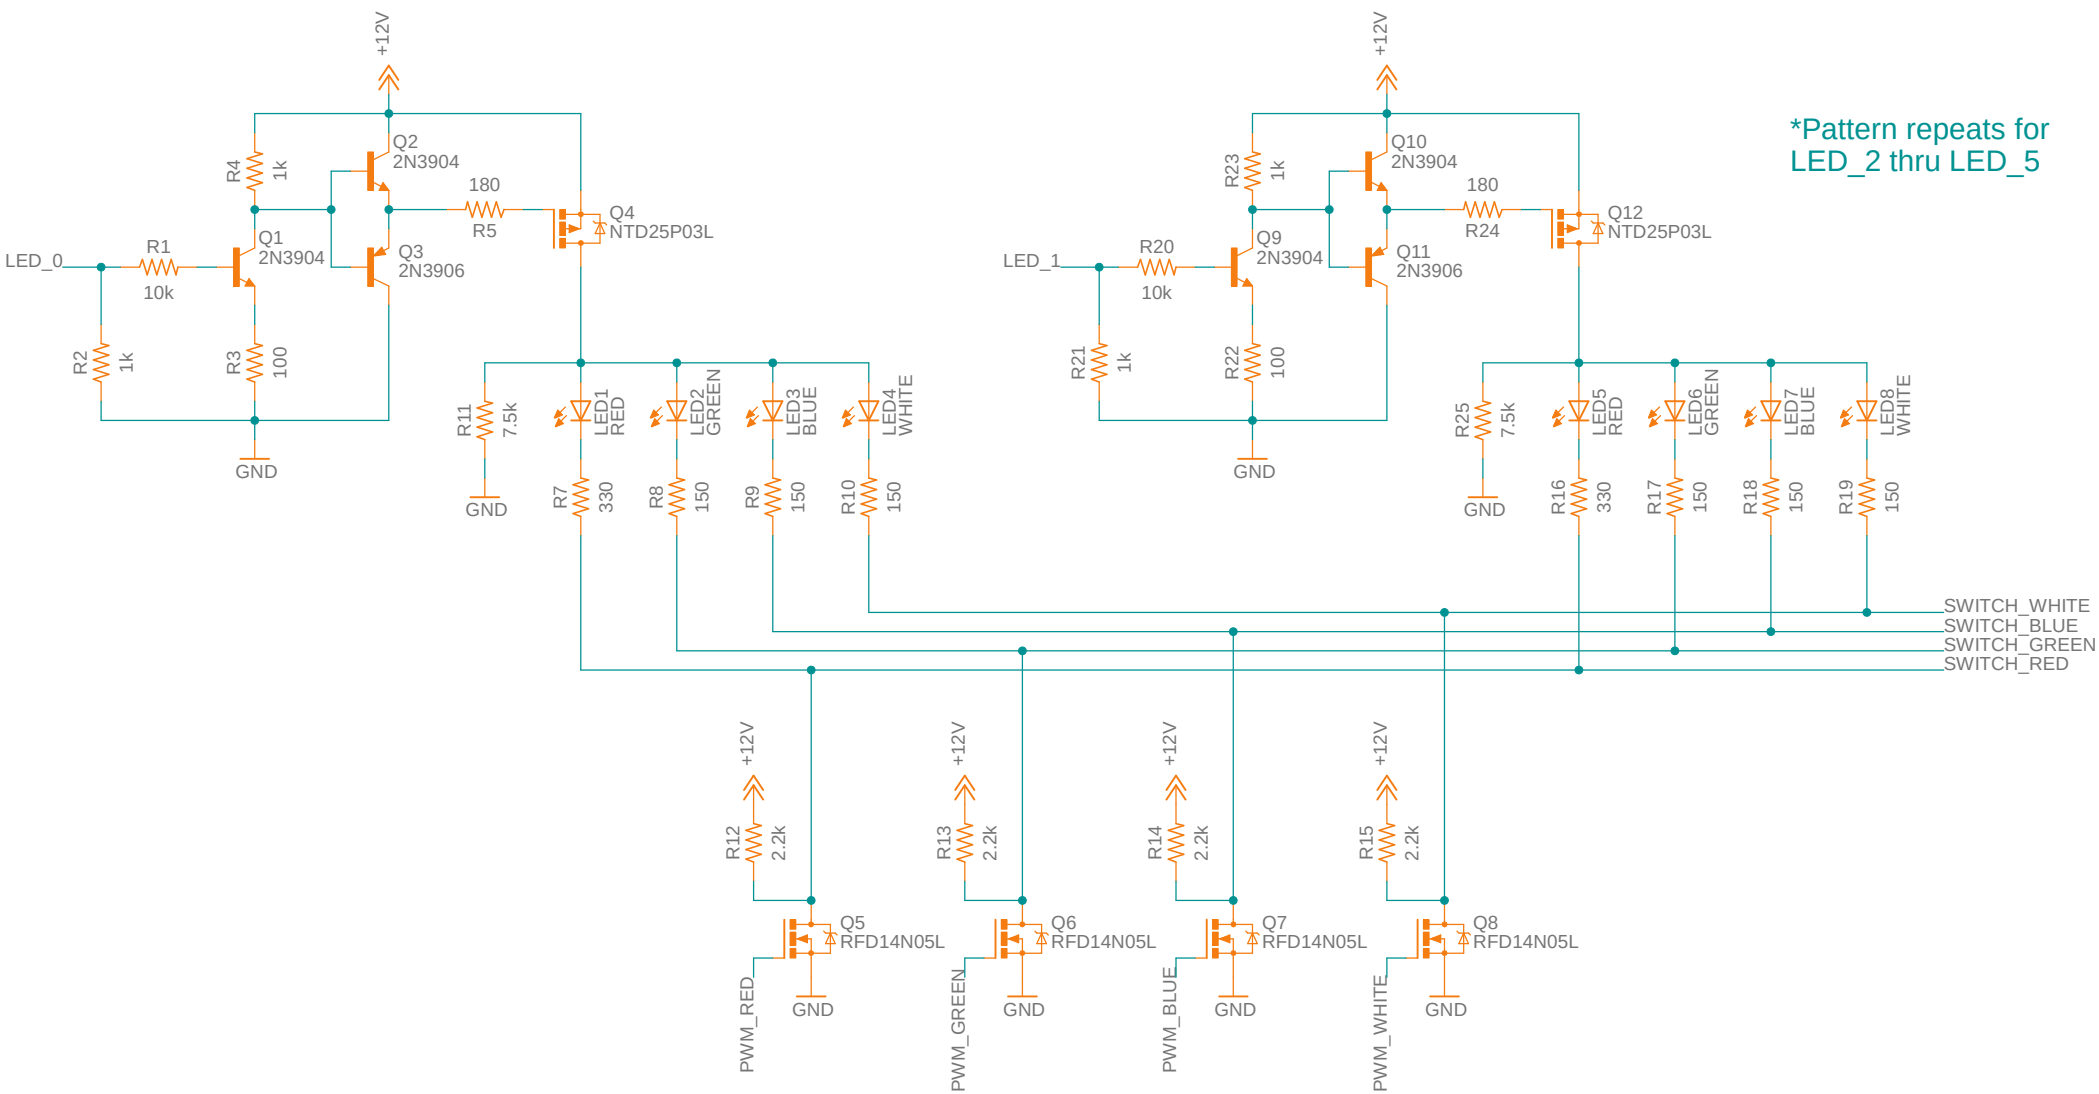 +12V
+12V
*Pattern repeats for
LED_2 thru LED_5
Q2
2N3904
R4
1k
180
R5
Q4
NTD25P03L
LED_0
R1
10k
Q1
2N3904
Q3
2N3906
R2
1k
R3
100
GND
R11
7.5k
GND
LED1
RED
LED2
GREEN
LED3
BLUE
LED4
WHITE
R7
330
R8
150
R9
150
R10
150
Q10
2N3904
R23
1k
180
R24
Q12
NTD25P03L
LED_1
R20
10k
Q9
2N3904
Q11
2N3906
R21
1k
R22
100
GND
R25
7.5k
GND
LED5
RED
LED6
GREEN
LED7
BLUE
LED8
WHITE
R16
330
R17
150
R18
150
R19
150
SWITCH_WHITE
SWITCH_BLUE
SWITCH_GREEN
SWITCH_RED
+12V
R12
2.2k
Q5
RFD14N05L
PWM_RED
GND
+12V
R13
2.2k
Q6
RFD14N05L
PWM_GREEN
GND
+12V
R14
2.2k
Q7
RFD14N05L
PWM_BLUE
GND
+12V
R15
2.2k
Q8
RFD14N05L
PWM_WHITE
GND